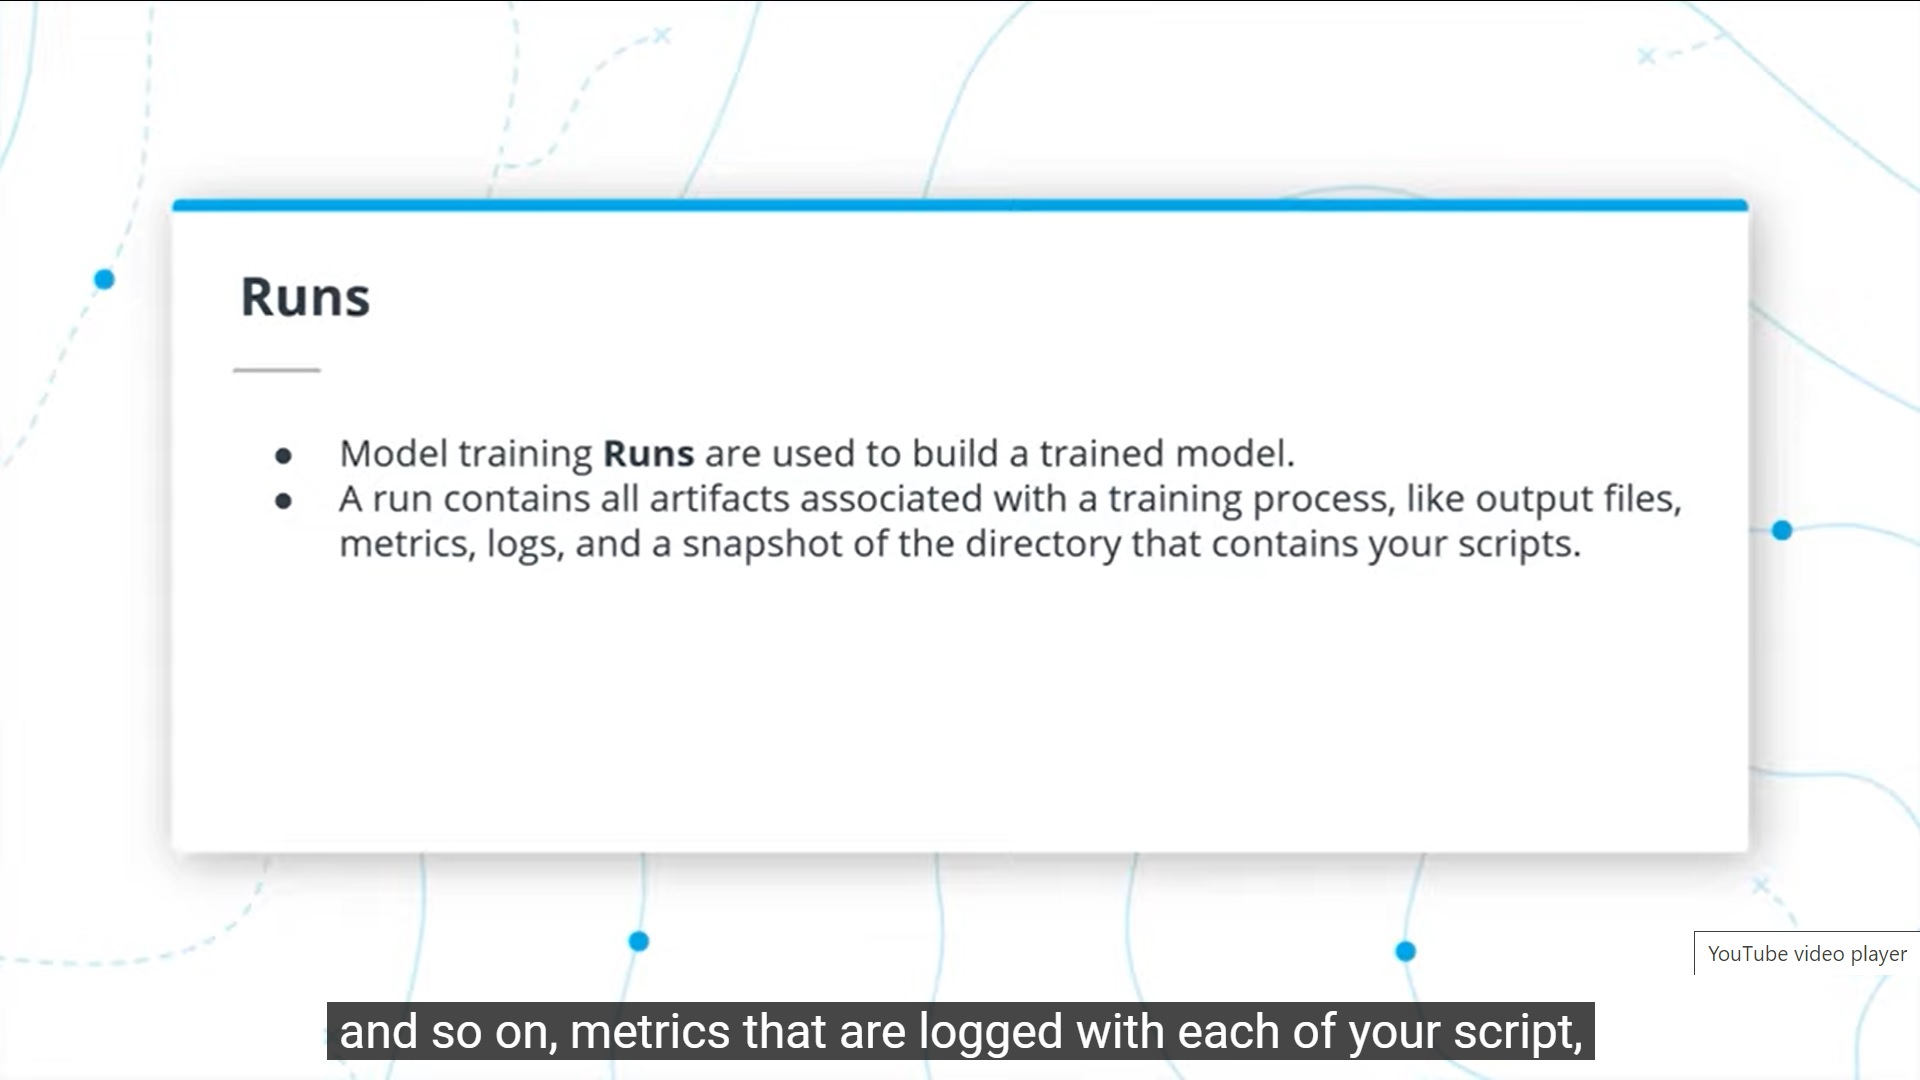 Runs
● Model training Runs are used to build a trained model.
● A run contains all artifacts associated with a training process, like output files,
metrics, logs, and a snapshot of the directory that contains your scripts.
YouTube video player
and so on, metrics that are logged with each of your script,